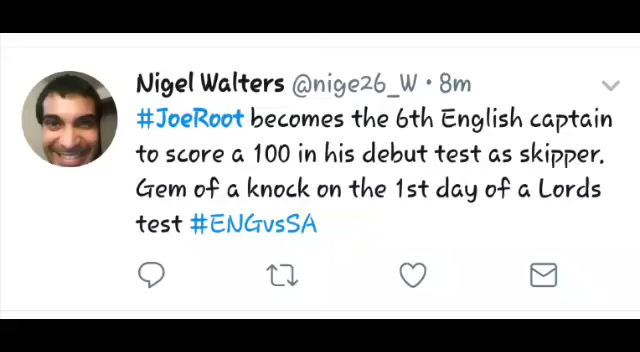 Nigel Walters @nige26_W · 8m
#JoeRoot becomes the 6th English captain
to score a 100 in his debut test as skipper.
Gem of a knock on the 1st day of a Lords
test #ENGvsSA